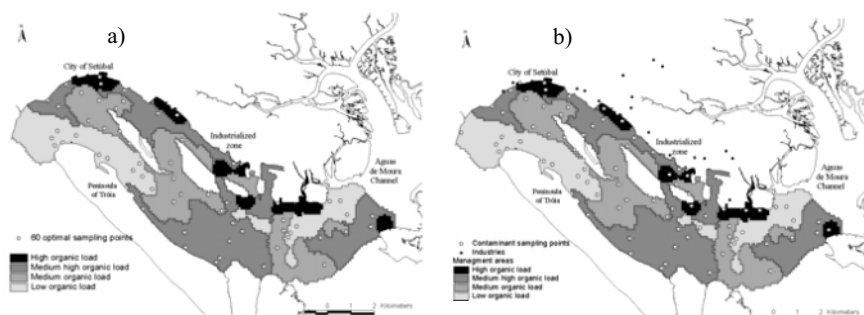 a)
N
City of Setúbal
Industrialized
zone
Aguas
de Moura
Channel
Peninsula
of Tróia
60 optimal sampling points
High organic load
Medium high organic load
Medium organic load
Low organic load
0 1 2 Kilometers
b)
N
City of Setúbal
Industrialized
zone
Aguas
de Moura
Channel
Peninsula
of Tróia
Contaminant sampling points
Industries
Managment areas
High organic load
Medium high organic load
Medium organic load
Low organic load
0 1 2 Kilometers